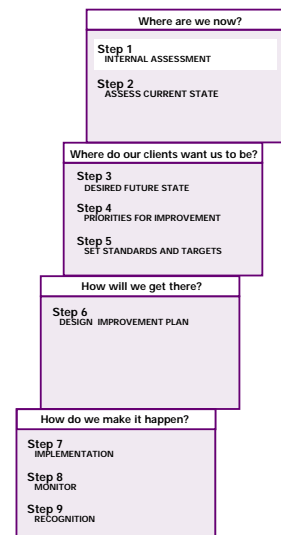 Where are we now?
Step 1
INTERNAL ASSESSMENT
Step 2
ASSESS CURRENT STATE
Where do our clients want us to be?
Step 3
DESIRED FUTURE STATE
Step 4
PRIORITIES FOR IMPROVEMENT
Step 5
SET STANDARDS AND TARGETS
How will we get there?
Step 6
DESIGN IMPROVEMENT PLAN
How do we make it happen?
Step 7
IMPLEMENTATION
Step 8
MONITOR
Step 9
RECOGNITION